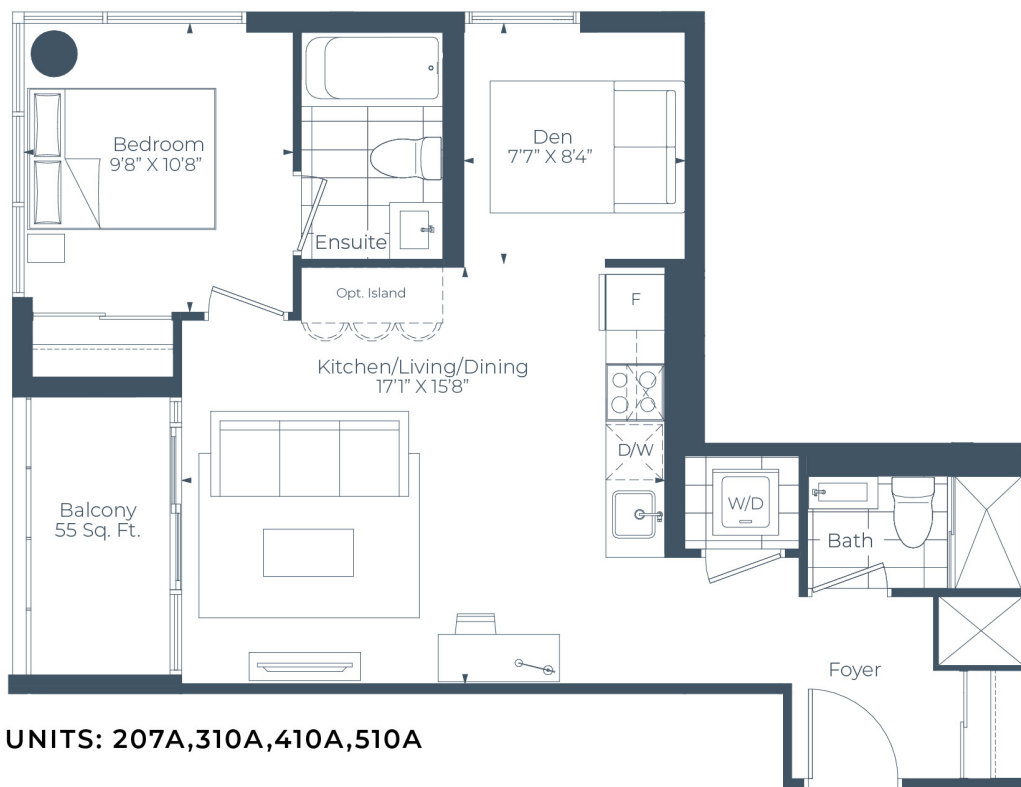 Bedroom
9'8" X 10'8"
Den
7'7" X 8'4"
Ensuite
Opt. Island
F
Kitchen/Living/Dining
17'1" X 15'8"
D/W
W/D
Balcony
55 Sq. Ft.
Bath
Foyer
UNITS: 207A,310A,410A,510A